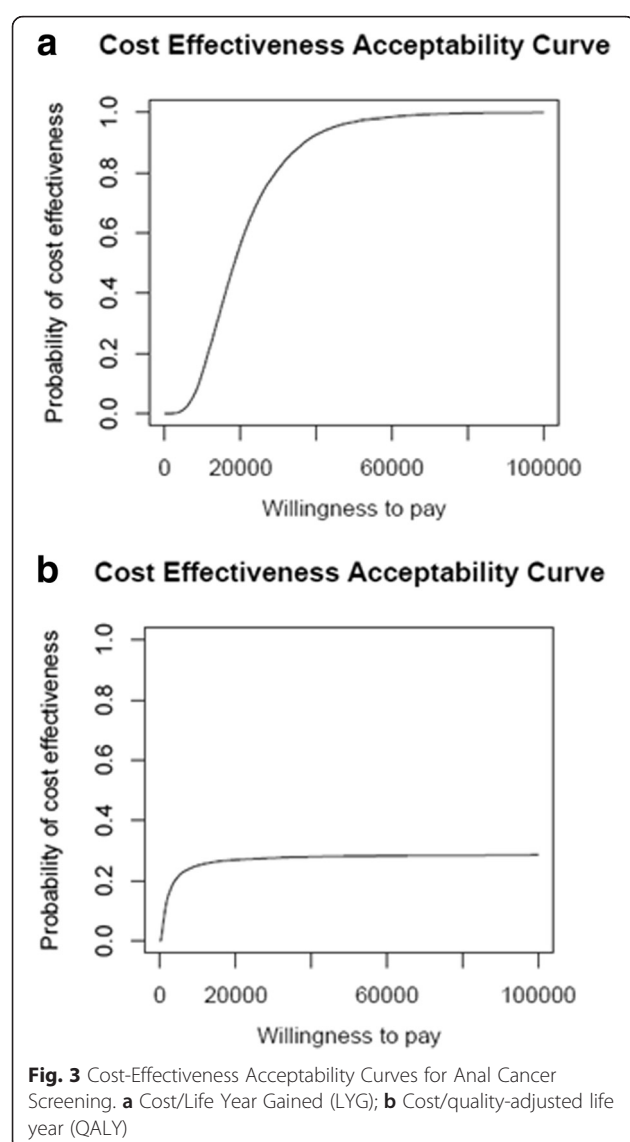 a Cost Effectiveness Acceptability Curve
Probability of cost effectiveness
1.0
0.8
0.6
0.4
0.2
0.0
0 20000 60000 100000
Willingness to pay
b Cost Effectiveness Acceptability Curve
Probability of cost effectiveness
1.0
0.8
0.6
0.4
0.2
0.0
0 20000 60000 100000
Willingness to pay
Fig. 3 Cost-Effectiveness Acceptability Curves for Anal Cancer
Screening. a Cost/Life Year Gained (LYG); b Cost/quality-adjusted life
year (QALY)